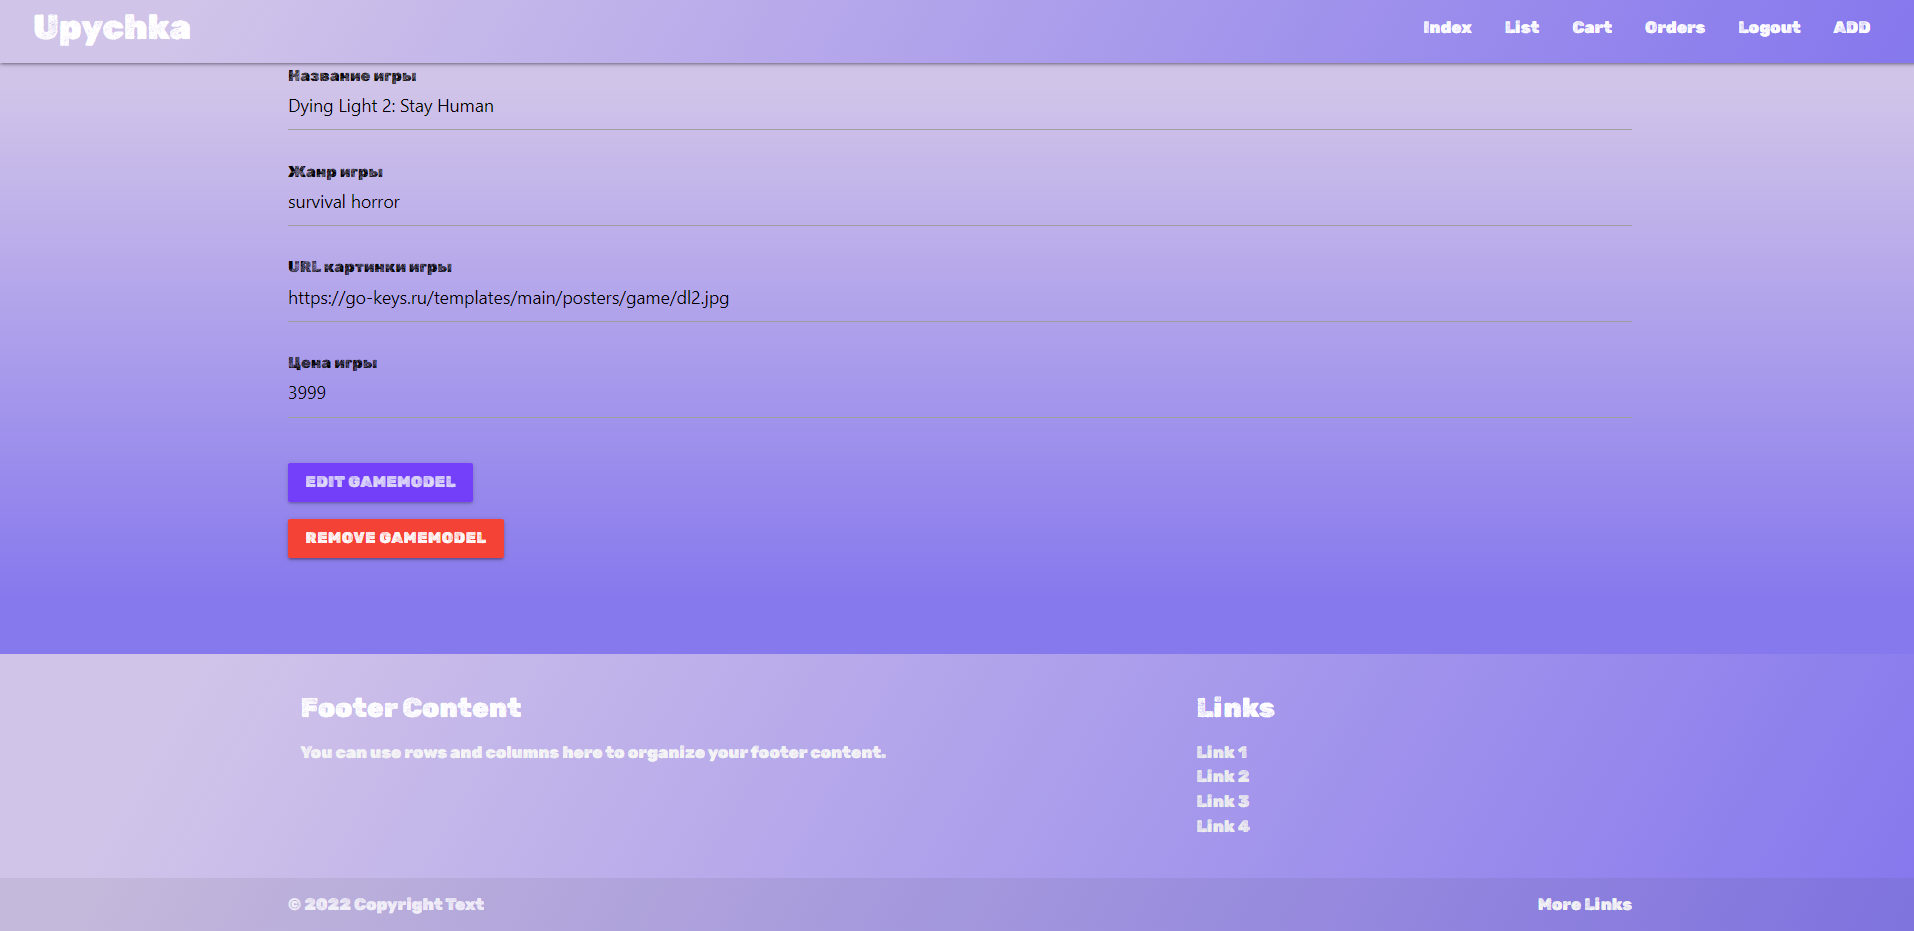 Upychka
Index List Cart Orders Logout ADD
Название игры
Dying Light 2: Stay Human
Жанр игры
survival horror
URL картинки игры
https://go-keys.ru/templates/main/posters/game/dl2.jpg
Цена игры
3999
EDIT GAMEMODEL
REMOVE GAMEMODEL
Footer Content
You can use rows and columns here to organize your footer content.
Links
Link 1
Link 2
Link 3
Link 4
© 2022 Copyright Text
More Links